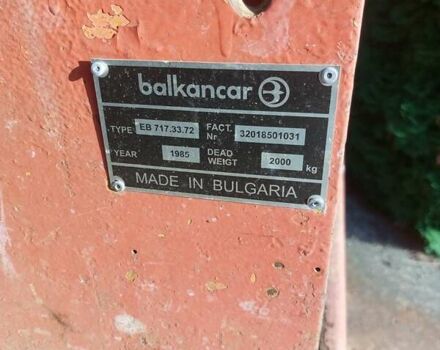 balkancar
TYPE EB 717.33.72 FACT. Nr. 32018501031
YEAR 1985 DEAD WEIGT 2000 kg
MADE IN BULGARIA